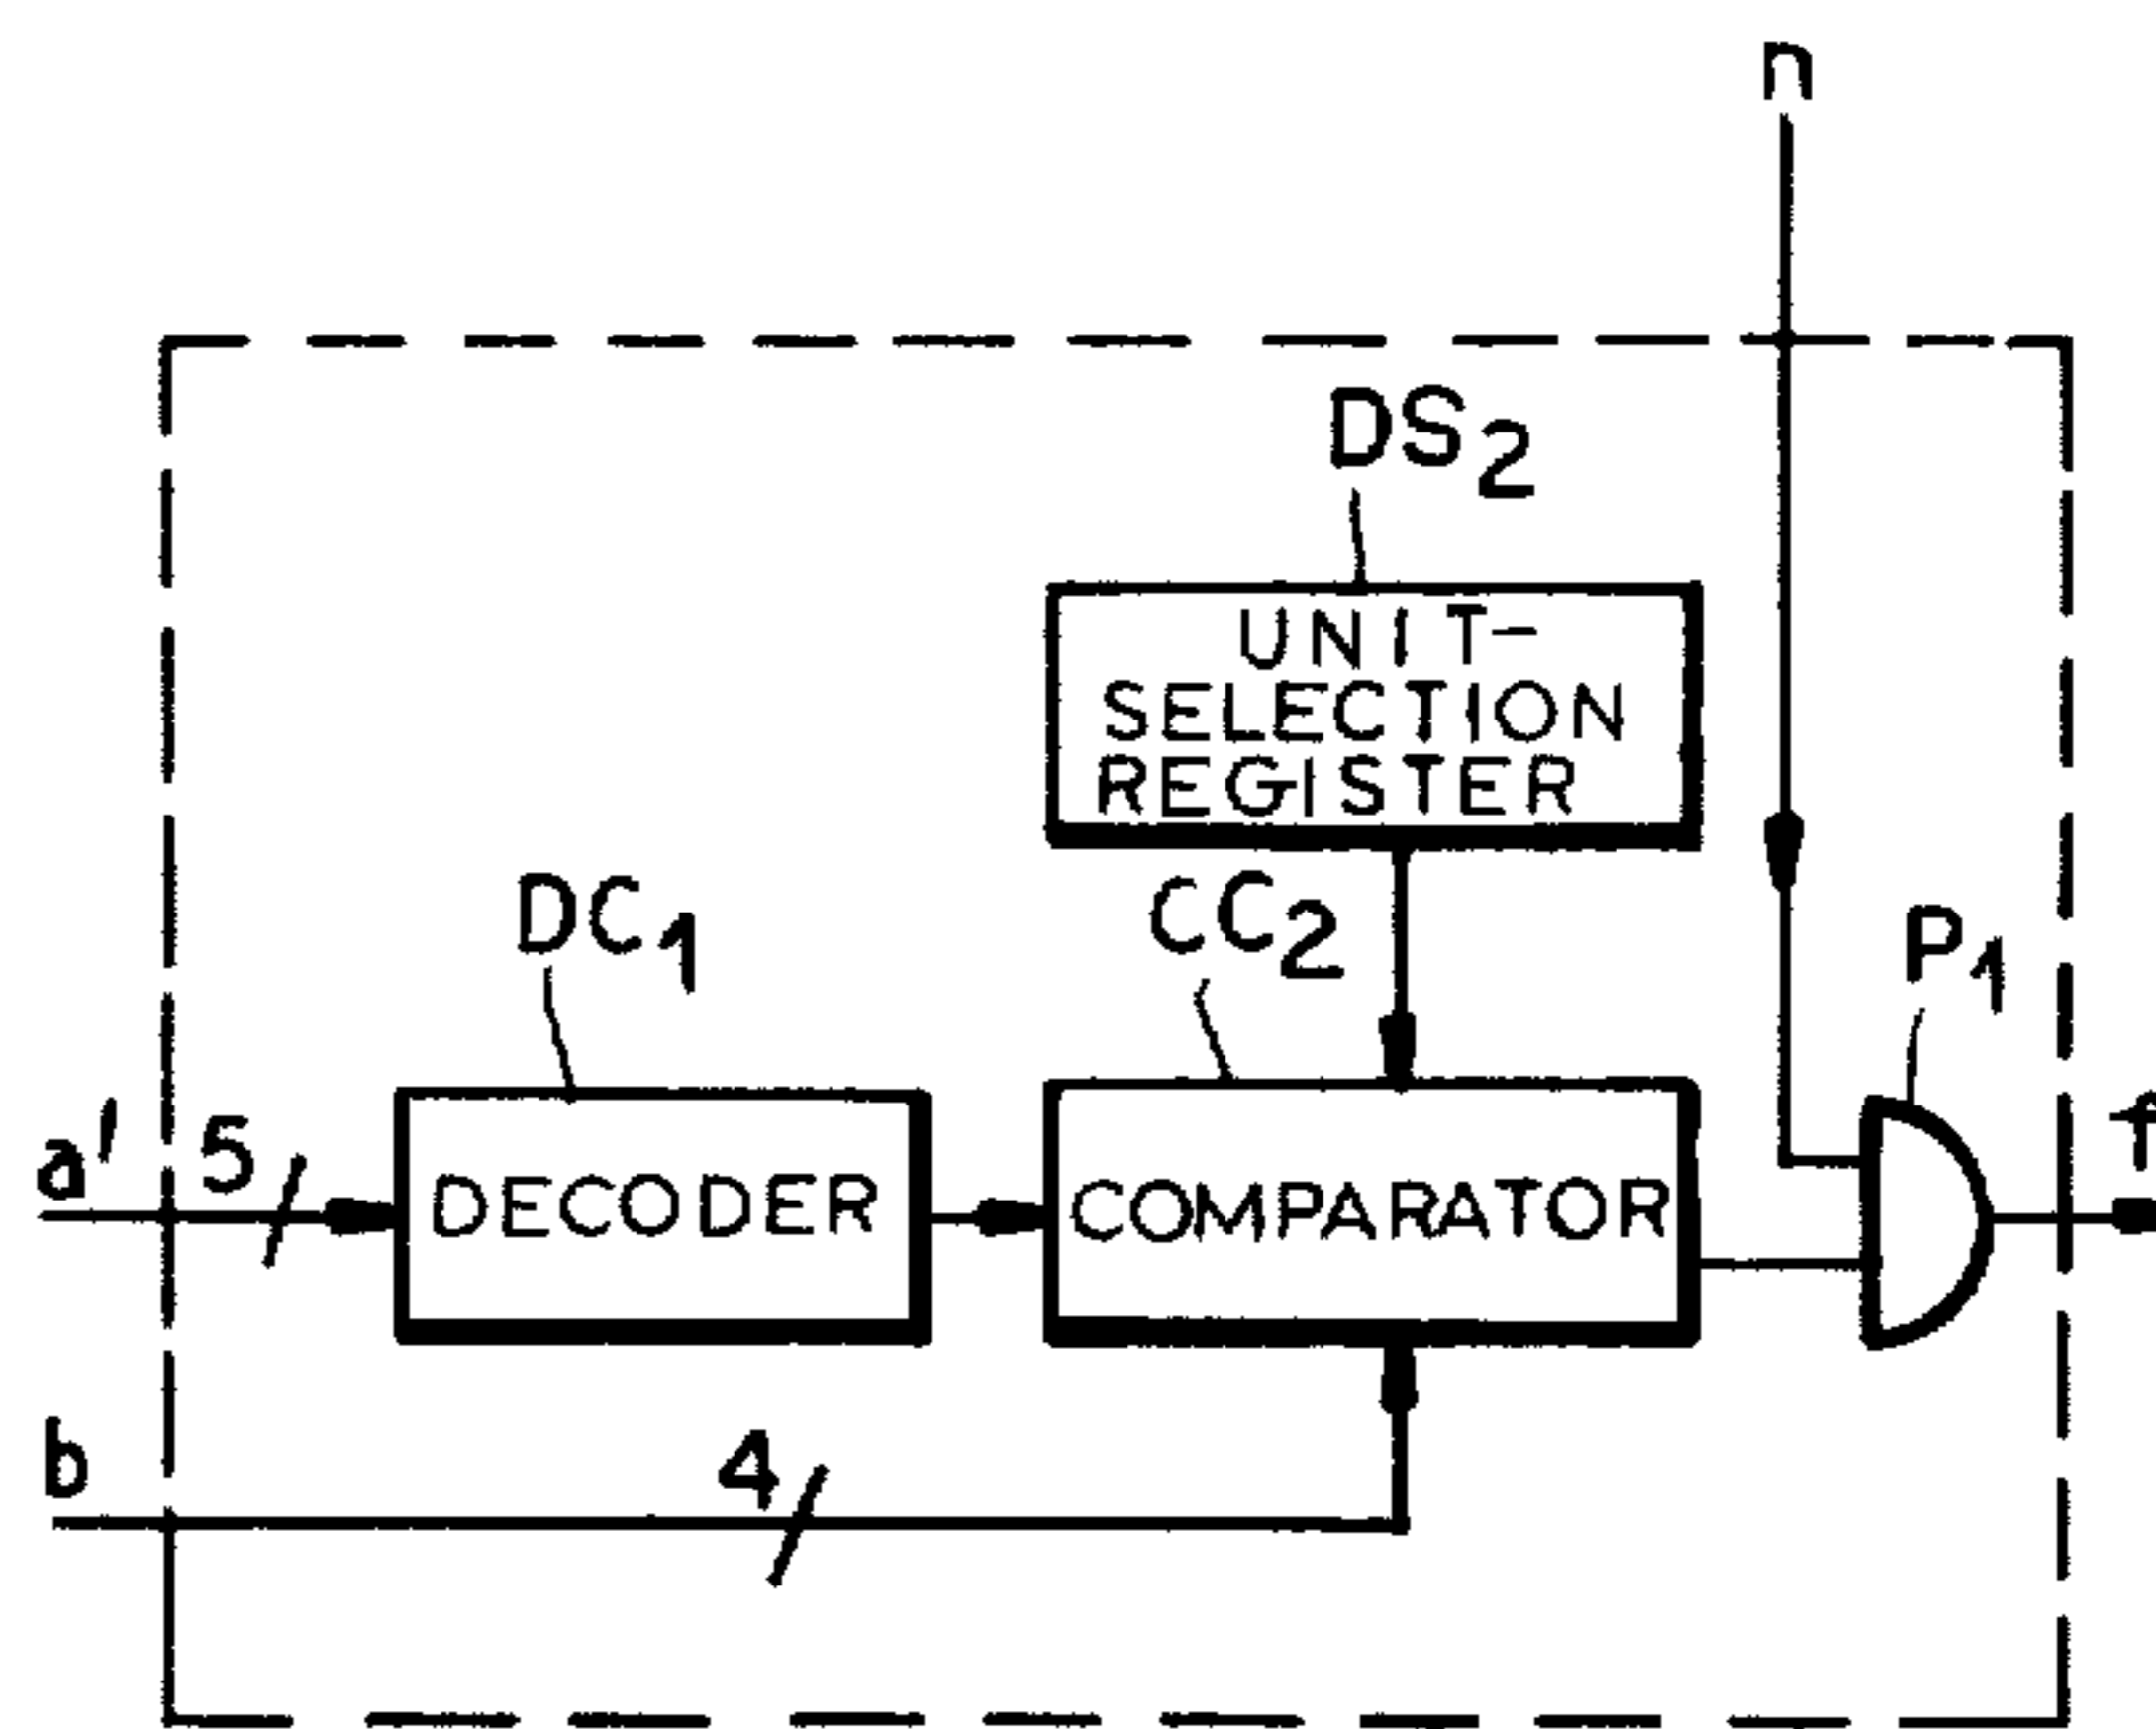 n
DS2
UNIT-
SELECTION
REGISTER
DC1
CC2
P1
a' 5
DECODER
COMPARATOR
b
4